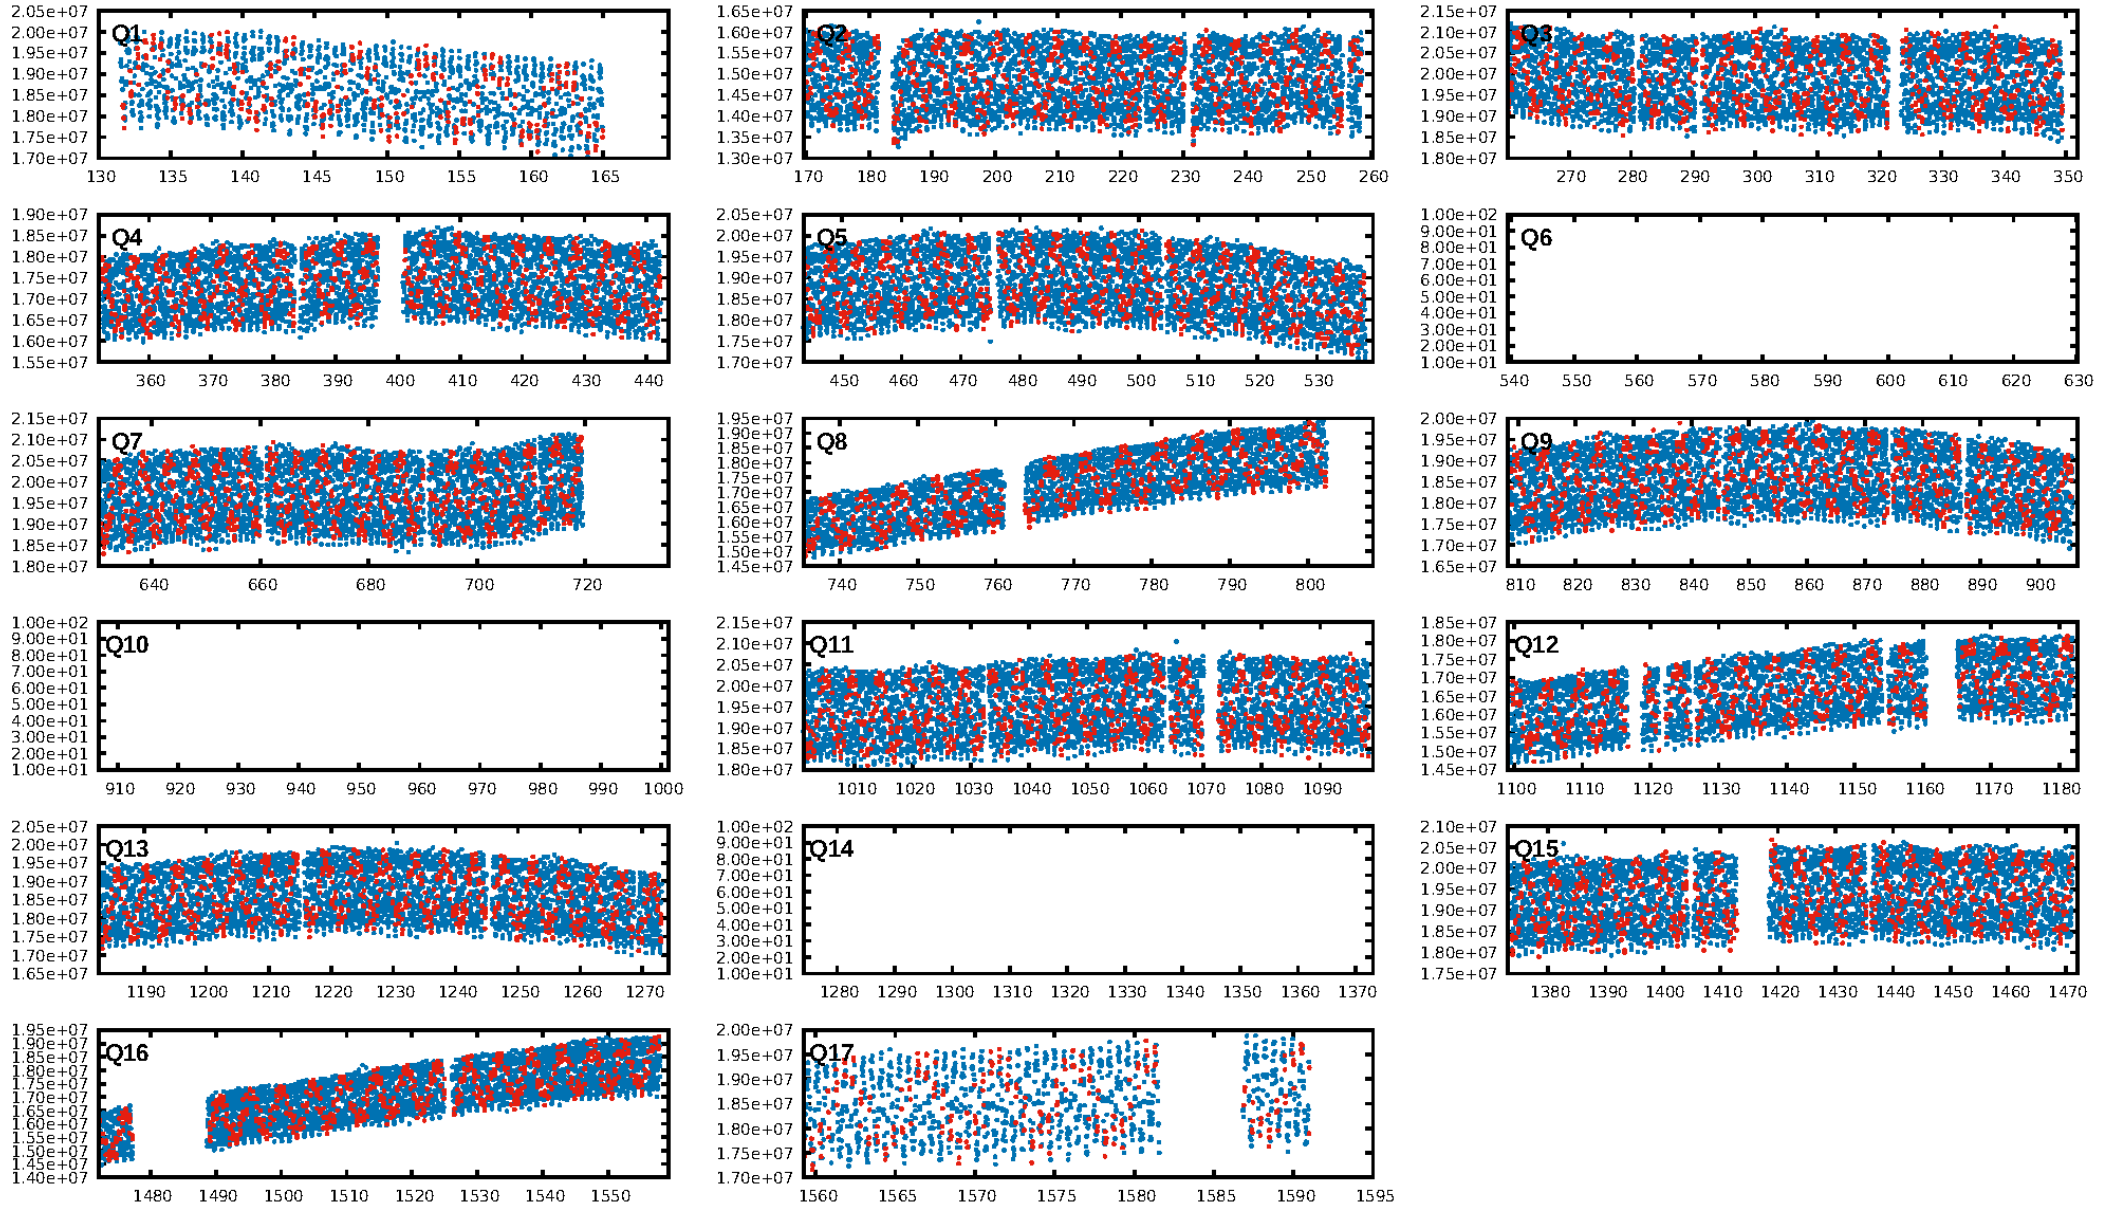 2.05e+07
2.00e+07
1.95e+07
1.90e+07
1.85e+07
1.80e+07
1.75e+07
1.70e+07
Q1
130 135 140 145 150 155 160 165
1.65e+07
1.60e+07
1.55e+07
1.50e+07
1.45e+07
1.40e+07
1.35e+07
1.30e+07
Q2
170 180 190 200 210 220 230 240 250 260
2.15e+07
2.10e+07
2.05e+07
2.00e+07
1.95e+07
1.90e+07
1.85e+07
1.80e+07
Q3
270 280 290 300 310 320 330 340 350
1.90e+07
1.85e+07
1.80e+07
1.75e+07
1.70e+07
1.65e+07
1.60e+07
1.55e+07
Q4
360 370 380 390 400 410 420 430 440
2.05e+07
2.00e+07
1.95e+07
1.90e+07
1.85e+07
1.80e+07
1.75e+07
1.70e+07
Q5
450 460 470 480 490 500 510 520 530
1.00e+02
9.00e+01
8.00e+01
7.00e+01
6.00e+01
5.00e+01
4.00e+01
3.00e+01
2.00e+01
1.00e+01
Q6
540 550 560 570 580 590 600 610 620 630
2.15e+07
2.10e+07
2.05e+07
2.00e+07
1.95e+07
1.90e+07
1.85e+07
1.80e+07
Q7
640 660 680 700 720
1.95e+07
1.90e+07
1.85e+07
1.80e+07
1.75e+07
1.70e+07
1.65e+07
1.60e+07
1.55e+07
1.50e+07
1.45e+07
Q8
740 750 760 770 780 790 800
2.00e+07
1.95e+07
1.90e+07
1.85e+07
1.80e+07
1.75e+07
1.70e+07
1.65e+07
Q9
810 820 830 840 850 860 870 880 890 900
1.00e+02
9.00e+01
8.00e+01
7.00e+01
6.00e+01
5.00e+01
4.00e+01
3.00e+01
2.00e+01
1.00e+01
Q10
910 920 930 940 950 960 970 980 990 1000
2.15e+07
2.10e+07
2.05e+07
2.00e+07
1.95e+07
1.90e+07
1.85e+07
1.80e+07
Q11
1010 1020 1030 1040 1050 1060 1070 1080 1090
1.85e+07
1.80e+07
1.75e+07
1.70e+07
1.65e+07
1.60e+07
1.55e+07
1.50e+07
1.45e+07
Q12
1100 1110 1120 1130 1140 1150 1160 1170 1180
2.05e+07
2.00e+07
1.95e+07
1.90e+07
1.85e+07
1.80e+07
1.75e+07
1.70e+07
1.65e+07
Q13
1190 1200 1210 1220 1230 1240 1250 1260 1270
1.00e+02
9.00e+01
8.00e+01
7.00e+01
6.00e+01
5.00e+01
4.00e+01
3.00e+01
2.00e+01
1.00e+01
Q14
1280 1290 1300 1310 1320 1330 1340 1350 1360 1370
2.10e+07
2.05e+07
2.00e+07
1.95e+07
1.90e+07
1.85e+07
1.80e+07
1.75e+07
Q15
1380 1390 1400 1410 1420 1430 1440 1450 1460 1470
1.95e+07
1.90e+07
1.85e+07
1.80e+07
1.75e+07
1.70e+07
1.65e+07
1.60e+07
1.55e+07
1.50e+07
1.45e+07
1.40e+07
Q16
1480 1490 1500 1510 1520 1530 1540 1550
2.00e+07
1.95e+07
1.90e+07
1.85e+07
1.80e+07
1.75e+07
1.70e+07
Q17
1560 1565 1570 1575 1580 1585 1590 1595